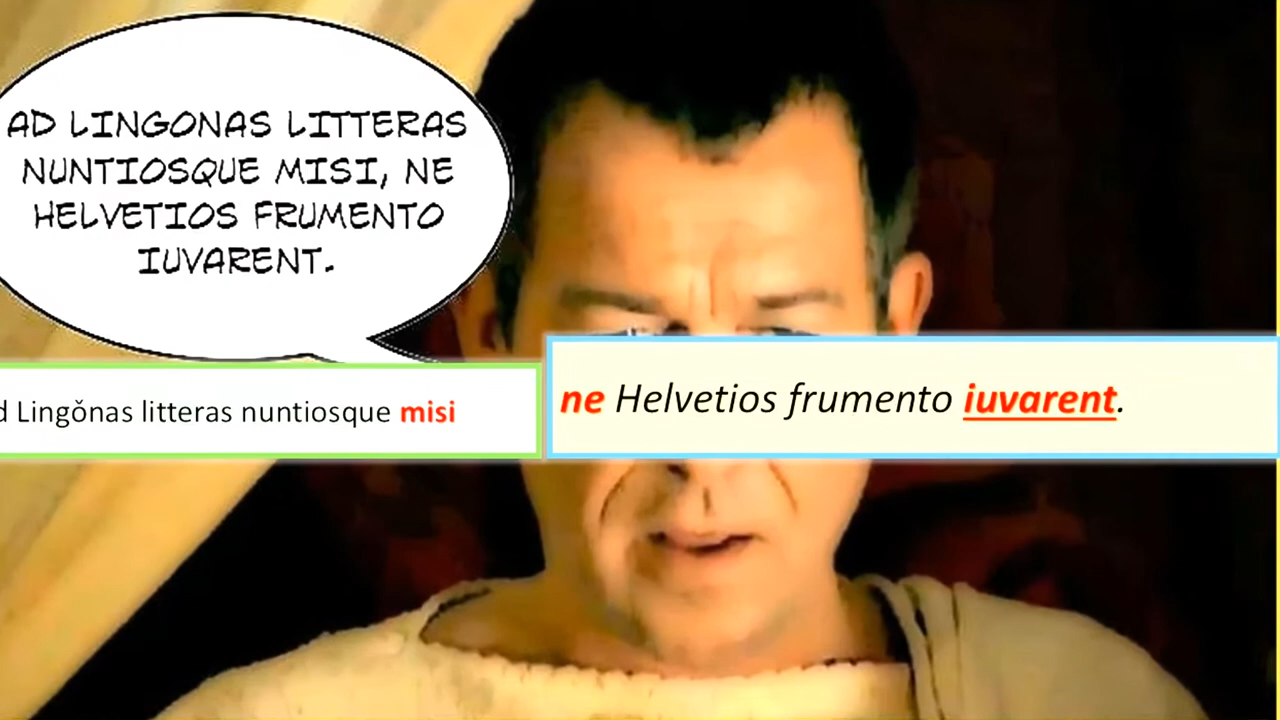 AD LINGONAS LITTERAS
NUNTIOSQUE MISI, NE
HELVETIOS FRUMENTO
IUVARENT.
d Lingŏnas litteras nuntiosque misi
ne Helvetios frumento iuvarent.